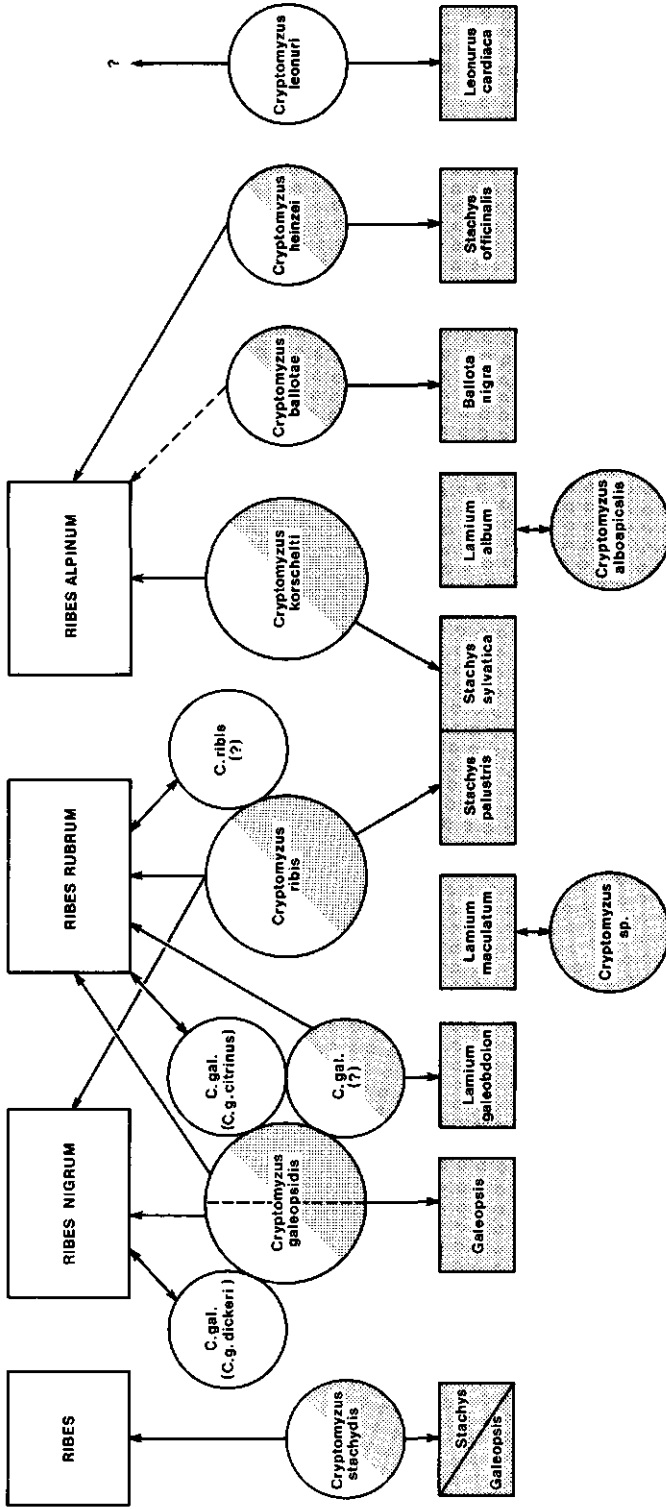 RIBES
RIBES NIGRUM
RIBES RUBRUM
RIBES ALPINUM
?
C. gal.
(C.g. dickeri)
C. gal.
(C.g. citrinus)
C. ribis
(?)
Cryptomyzus
stachydis
Cryptomyzus
galeopsidis
C. gal.
(?)
Cryptomyzus
ribis
Cryptomyzus
korschelti
Cryptomyzus
ballotae
Cryptomyzus
heinzei
Cryptomyzus
leonuri
Stachys
Galeopsis
Galeopsis
Lamium
galeobdolon
Lamium
maculatum
Stachys
palustris
Stachys
sylvatica
Lamium
album
Ballota
nigra
Stachys
officinalis
Leonurus
cardiaca
Cryptomyzus
sp.
Cryptomyzus
alboapicalis